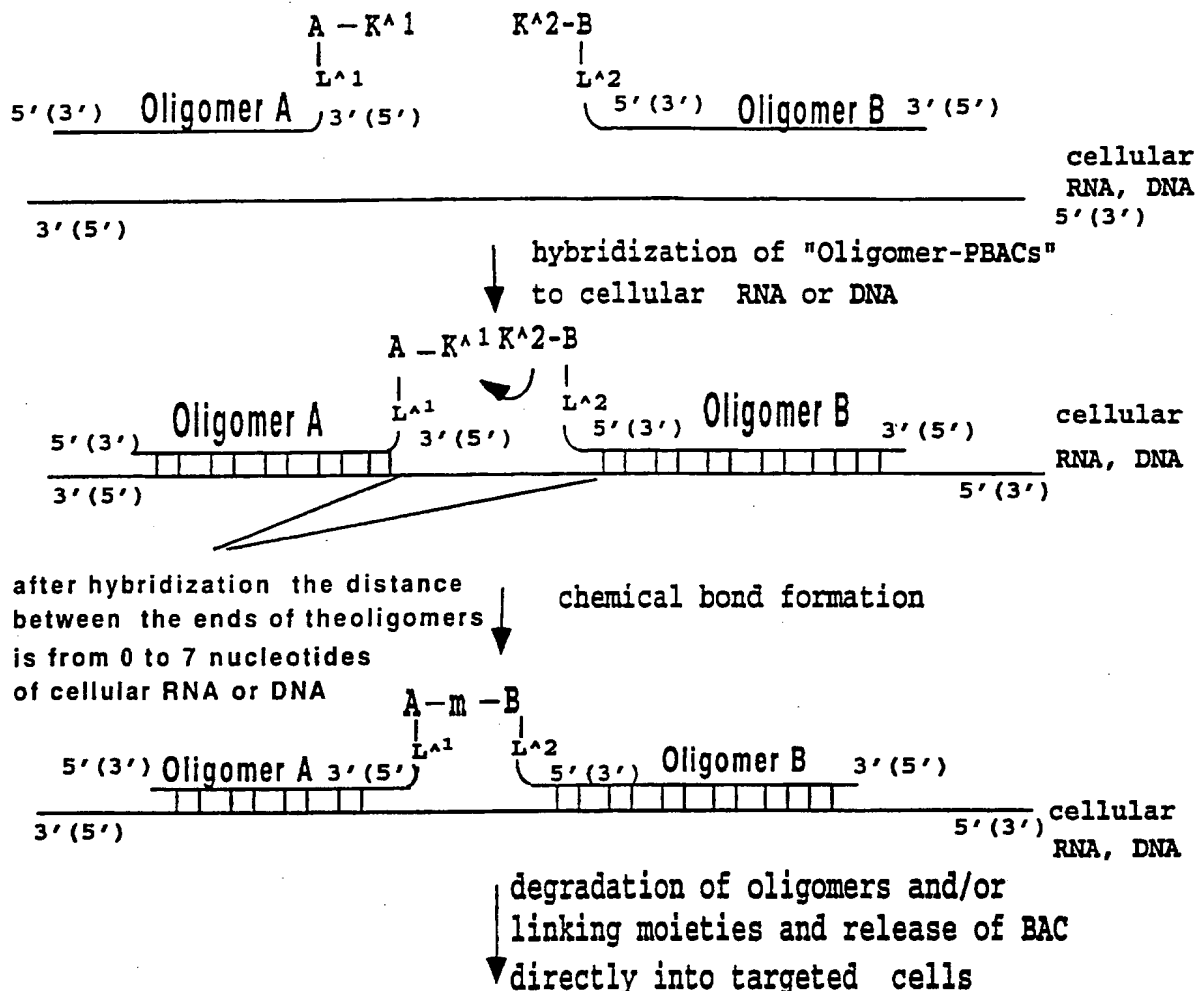 A – K^1 K^2-B
L^1 L^2
5'(3') Oligomer A 3'(5') 5'(3') Oligomer B 3'(5')
cellular
RNA, DNA
3'(5') 5'(3')
hybridization of "Oligomer-PBACs"
to cellular RNA or DNA
A – K^1 K^2-B
L^1 L^2
5'(3') Oligomer A 3'(5') 5'(3') Oligomer B 3'(5')
cellular
RNA, DNA
3'(5') 5'(3')
after hybridization the distance
between the ends of theoligomers
is from 0 to 7 nucleotides
of cellular RNA or DNA
chemical bond formation
A–m –B
L^1 L^2
5'(3') Oligomer A 3'(5') 5'(3') Oligomer B 3'(5')
3'(5') 5'(3') cellular
RNA, DNA
degradation of oligomers and/or
linking moieties and release of BAC
directly into targeted cells